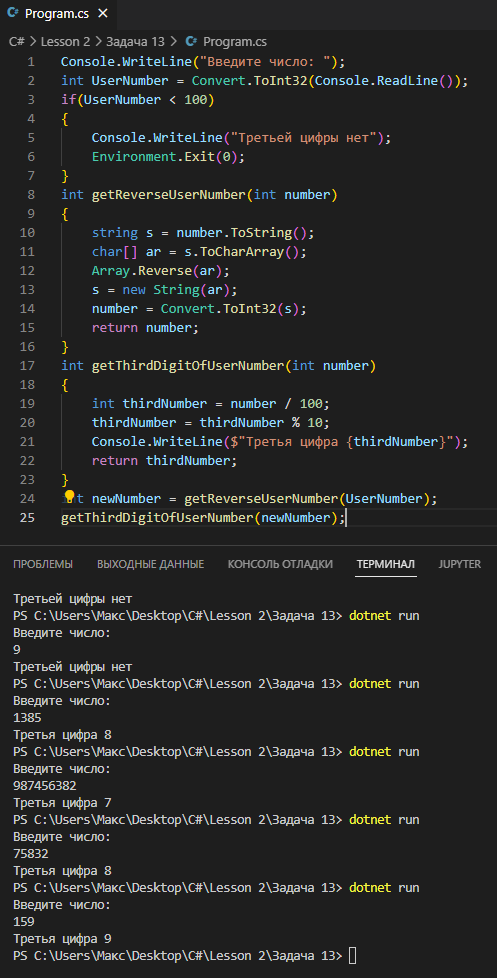 Program.cs ×
C# > Lesson 2 > Задача 13 > Program.cs
1 Console.WriteLine("Введите число: ");
2 int UserNumber = Convert.ToInt32(Console.ReadLine());
3 if(UserNumber < 100)
4 {
5     Console.WriteLine("Третьей цифры нет");
6     Environment.Exit(0);
7 }
8 int getReverseUserNumber(int number)
9 {
10     string s = number.ToString();
11     char[] ar = s.ToCharArray();
12     Array.Reverse(ar);
13     s = new String(ar);
14     number = Convert.ToInt32(s);
15     return number;
16 }
17 int getThirdDigitOfUserNumber(int number)
18 {
19     int thirdNumber = number / 100;
20     thirdNumber = thirdNumber % 10;
21     Console.WriteLine($"Третья цифра {thirdNumber}");
22     return thirdNumber;
23 }
24 int newNumber = getReverseUserNumber(UserNumber);
25 getThirdDigitOfUserNumber(newNumber);
ПРОБЛЕМЫ ВЫХОДНЫЕ ДАННЫЕ КОНСОЛЬ ОТЛАДКИ ТЕРМИНАЛ JUPYTER
Третьей цифры нет
PS C:\Users\Макс\Desktop\C#\Lesson 2\Задача 13> dotnet run
Введите число:
9
Третьей цифры нет
PS C:\Users\Макс\Desktop\C#\Lesson 2\Задача 13> dotnet run
Введите число:
1385
Третья цифра 8
PS C:\Users\Макс\Desktop\C#\Lesson 2\Задача 13> dotnet run
Введите число:
987456382
Третья цифра 7
PS C:\Users\Макс\Desktop\C#\Lesson 2\Задача 13> dotnet run
Введите число:
75832
Третья цифра 8
PS C:\Users\Макс\Desktop\C#\Lesson 2\Задача 13> dotnet run
Введите число:
159
Третья цифра 9
PS C:\Users\Макс\Desktop\C#\Lesson 2\Задача 13>